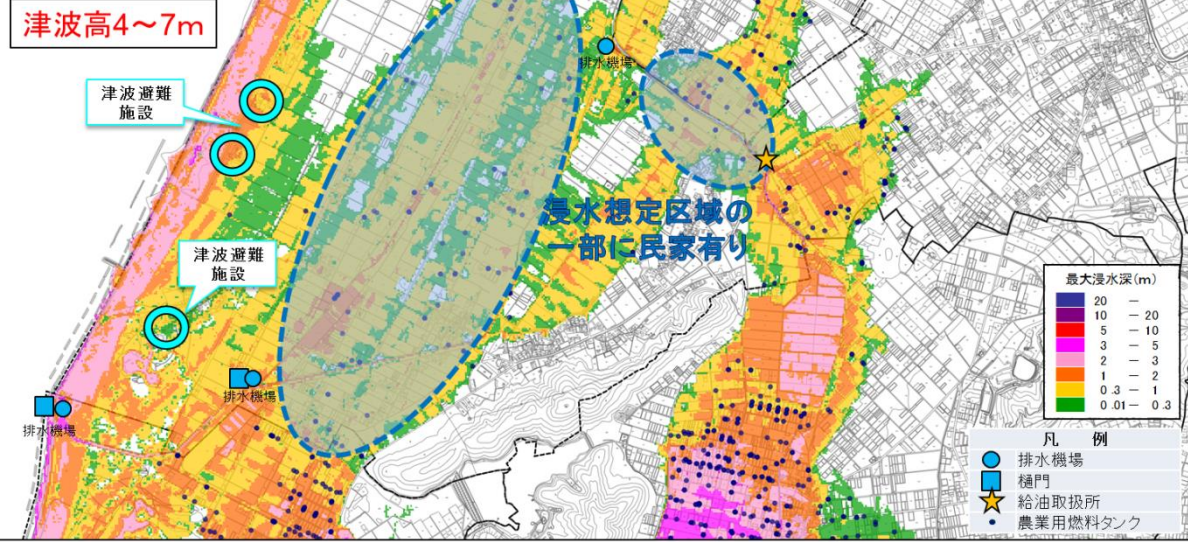 津波高4～7m
津波避難
施設
排水機場
浸水想定区域の
一部に民家有り
津波避難
施設
排水機場
排水機場
最大浸水深(m)
20 －
10 － 20
5 － 10
3 － 5
2 － 3
1 － 2
0.3 － 1
0.01－ 0.3
凡 例
排水機場
樋門
給油取扱所
農業用燃料タンク